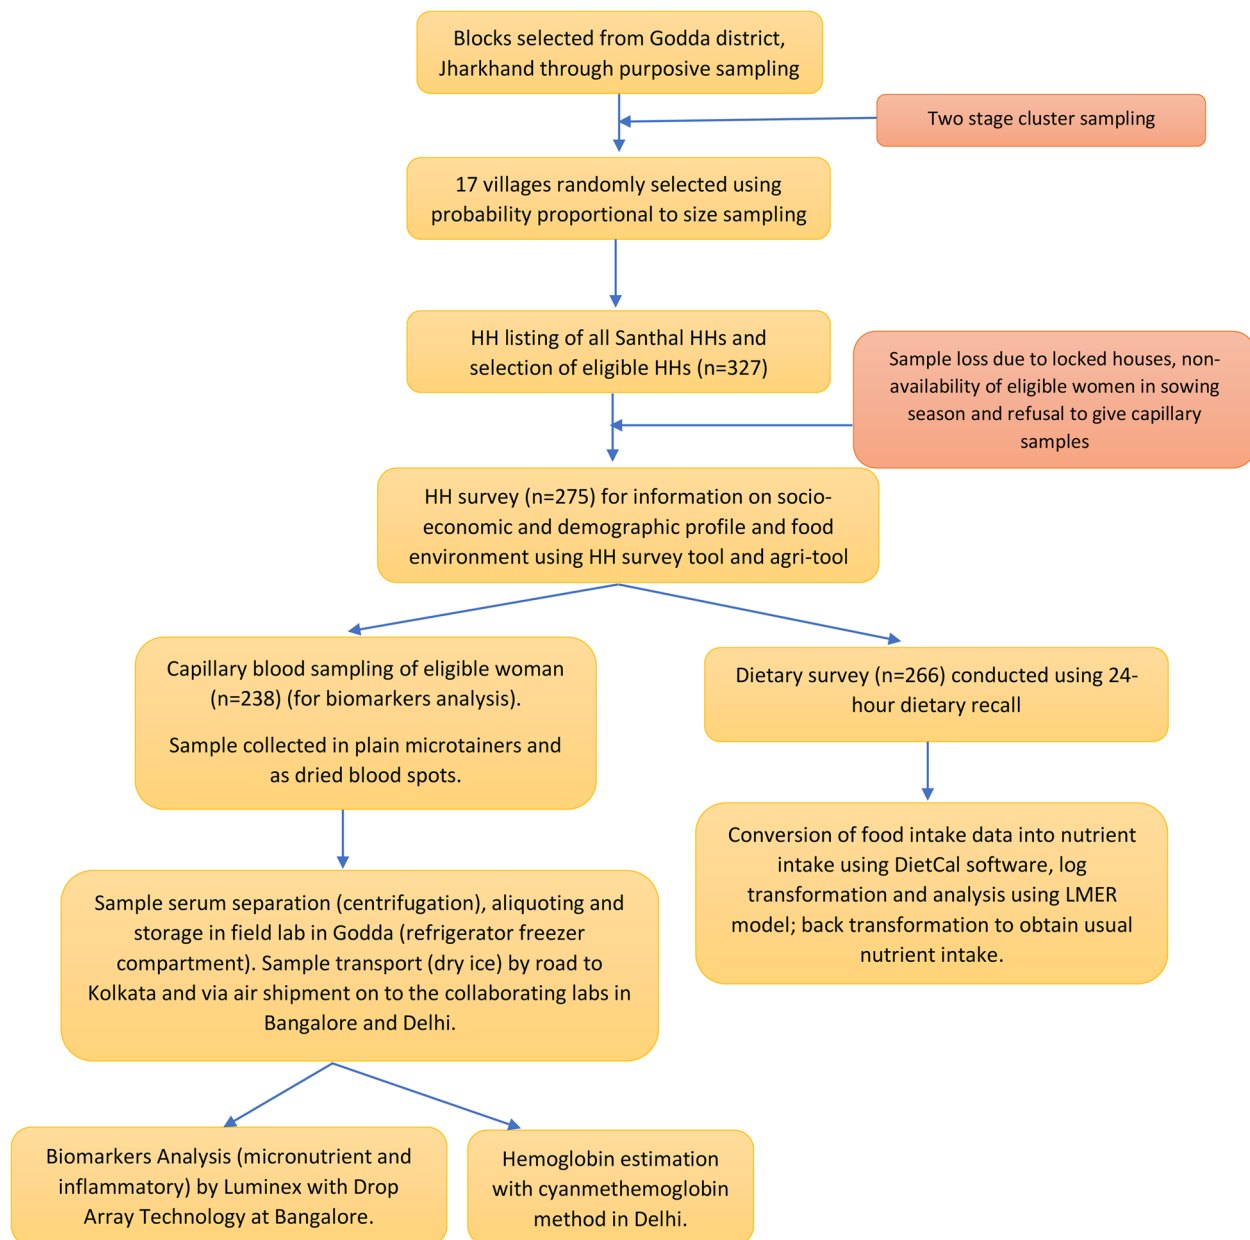 Blocks selected from Godda district,
Jharkhand through purposive sampling
Two stage cluster sampling
17 villages randomly selected using
probability proportional to size sampling
HH listing of all Santhal HHs and
selection of eligible HHs (n=327)
Sample loss due to locked houses, non-
availability of eligible women in sowing
season and refusal to give capillary
samples
HH survey (n=275) for information on socio-
economic and demographic profile and food
environment using HH survey tool and agri-tool
Capillary blood sampling of eligible woman
(n=238) (for biomarkers analysis).
Sample collected in plain microtainers and
as dried blood spots.
Dietary survey (n=266) conducted using 24-
hour dietary recall
Conversion of food intake data into nutrient
intake using DietCal software, log
transformation and analysis using LMER
model; back transformation to obtain usual
nutrient intake.
Sample serum separation (centrifugation), aliquoting and
storage in field lab in Godda (refrigerator freezer
compartment). Sample transport (dry ice) by road to
Kolkata and via air shipment on to the collaborating labs in
Bangalore and Delhi.
Biomarkers Analysis (micronutrient and
inflammatory) by Luminex with Drop
Array Technology at Bangalore.
Hemoglobin estimation
with cyanmethemoglobin
method in Delhi.